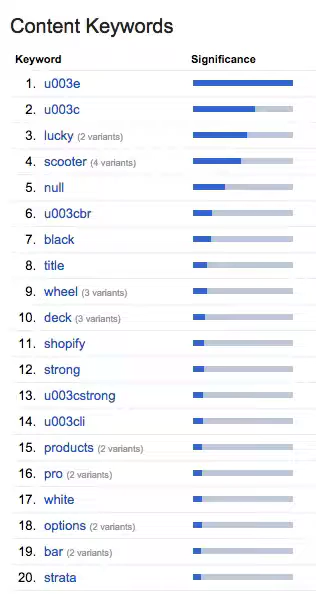 Content Keywords
Keyword Significance
1. u003e
2. u003c
3. lucky (2 variants)
4. scooter (4 variants)
5. null
6. u003cbr
7. black
8. title
9. wheel (3 variants)
10. deck (3 variants)
11. shopify
12. strong
13. u003cstrong
14. u003cli
15. products (2 variants)
16. pro (2 variants)
17. white
18. options (2 variants)
19. bar (2 variants)
20. strata